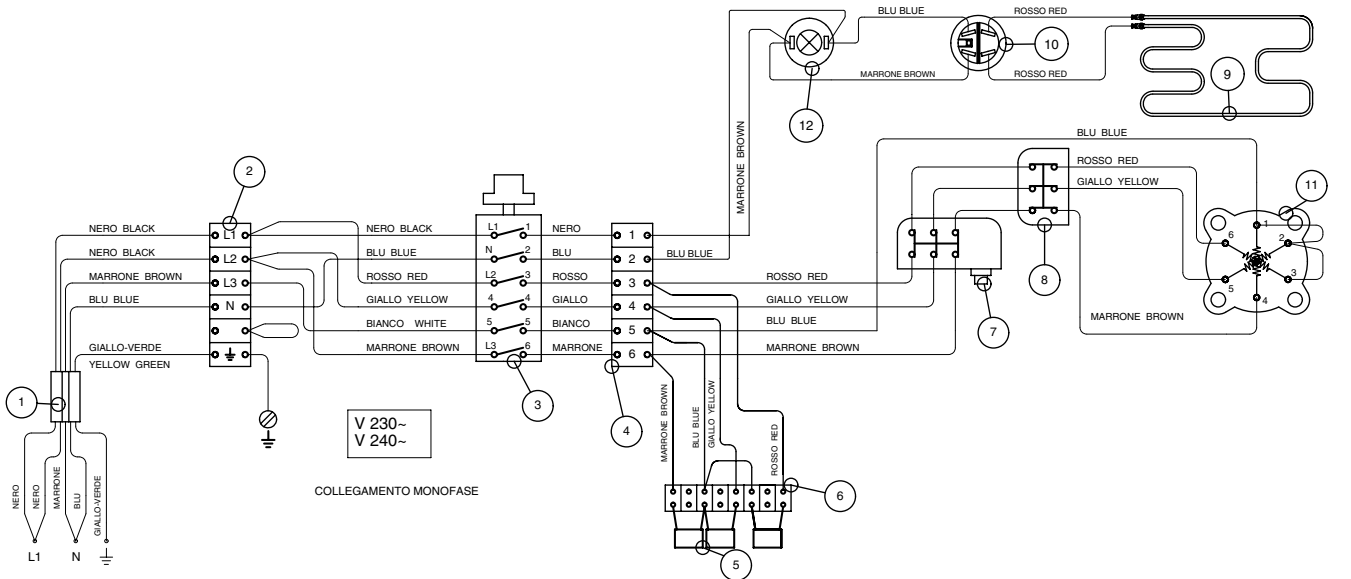 BLU BLUE
ROSSO RED
10
MARRONE BROWN
ROSSO RED
9
12
MARRONE BROWN
BLU BLUE
ROSSO RED
GIALLO YELLOW
11
2
NERO BLACK
L1
NERO BLACK
L1
1
NERO
1
NERO BLACK
L2
BLU BLUE
N
2
BLU
2
BLU BLUE
MARRONE BROWN
L3
ROSSO RED
L2
3
ROSSO
3
ROSSO RED
BLU BLUE
N
GIALLO YELLOW
4
4
GIALLO
4
GIALLO YELLOW
BIANCO WHITE
5
5
BIANCO
5
BLU BLUE
GIALLO-VERDE
YELLOW GREEN
MARRONE BROWN
L3
6
MARRONE
6
MARRONE BROWN
8
7
1
2
3
4
5
6
MARRONE BROWN
1
3
4
V 230~
V 240~
COLLEGAMENTO MONOFASE
MARRONE BROWN
BLU BLUE
GIALLO YELLOW
ROSSO RED
6
5
NERO
NERO
MARRONE
BLU
GIALLO-VERDE
L1
N